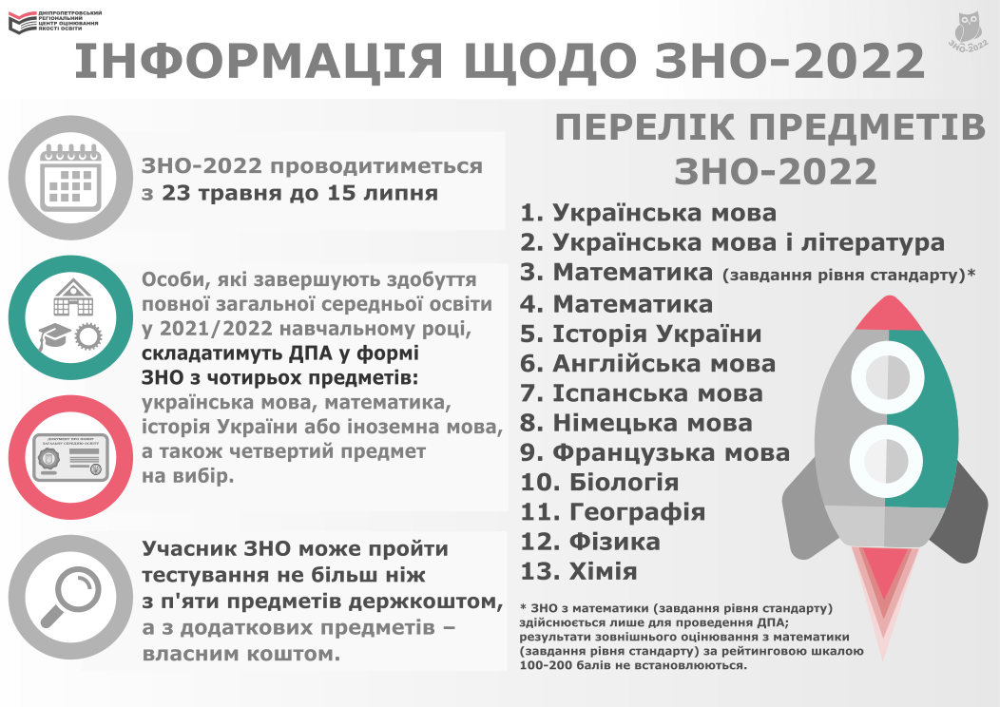 ДНІПРОПЕТРОВСЬКИЙ
РЕГІОНАЛЬНИЙ
ЦЕНТР ОЦІНЮВАННЯ
ЯКОСТІ ОСВІТИ
ЗНО-2022
ІНФОРМАЦІЯ ЩОДО ЗНО-2022
ЗНО-2022 проводитиметься
з 23 травня до 15 липня
Особи, які завершують здобуття
повної загальної середньої освіти
у 2021/2022 навчальному році,
складатимуть ДПА у формі
ЗНО з чотирьох предметів:
українська мова, математика,
історія України або іноземна мова,
а також четвертий предмет
на вибір.
ДОКУМЕНТ ПРО ПОВНУ
ЗАГАЛЬНУ СЕРЕДНЮ ОСВІТУ
Учасник ЗНО може пройти
тестування не більш ніж
з п'яти предметів держкоштом,
а з додаткових предметів –
власним коштом.
ПЕРЕЛІК ПРЕДМЕТІВ
ЗНО-2022
1. Українська мова
2. Українська мова і література
3. Математика (завдання рівня стандарту)*
4. Математика
5. Історія України
6. Англійська мова
7. Іспанська мова
8. Німецька мова
9. Французька мова
10. Біологія
11. Географія
12. Фізика
13. Хімія
* ЗНО з математики (завдання рівня стандарту)
здійснюється лише для проведення ДПА;
результати зовнішнього оцінювання з математики
(завдання рівня стандарту) за рейтинговою шкалою
100-200 балів не встановлюються.